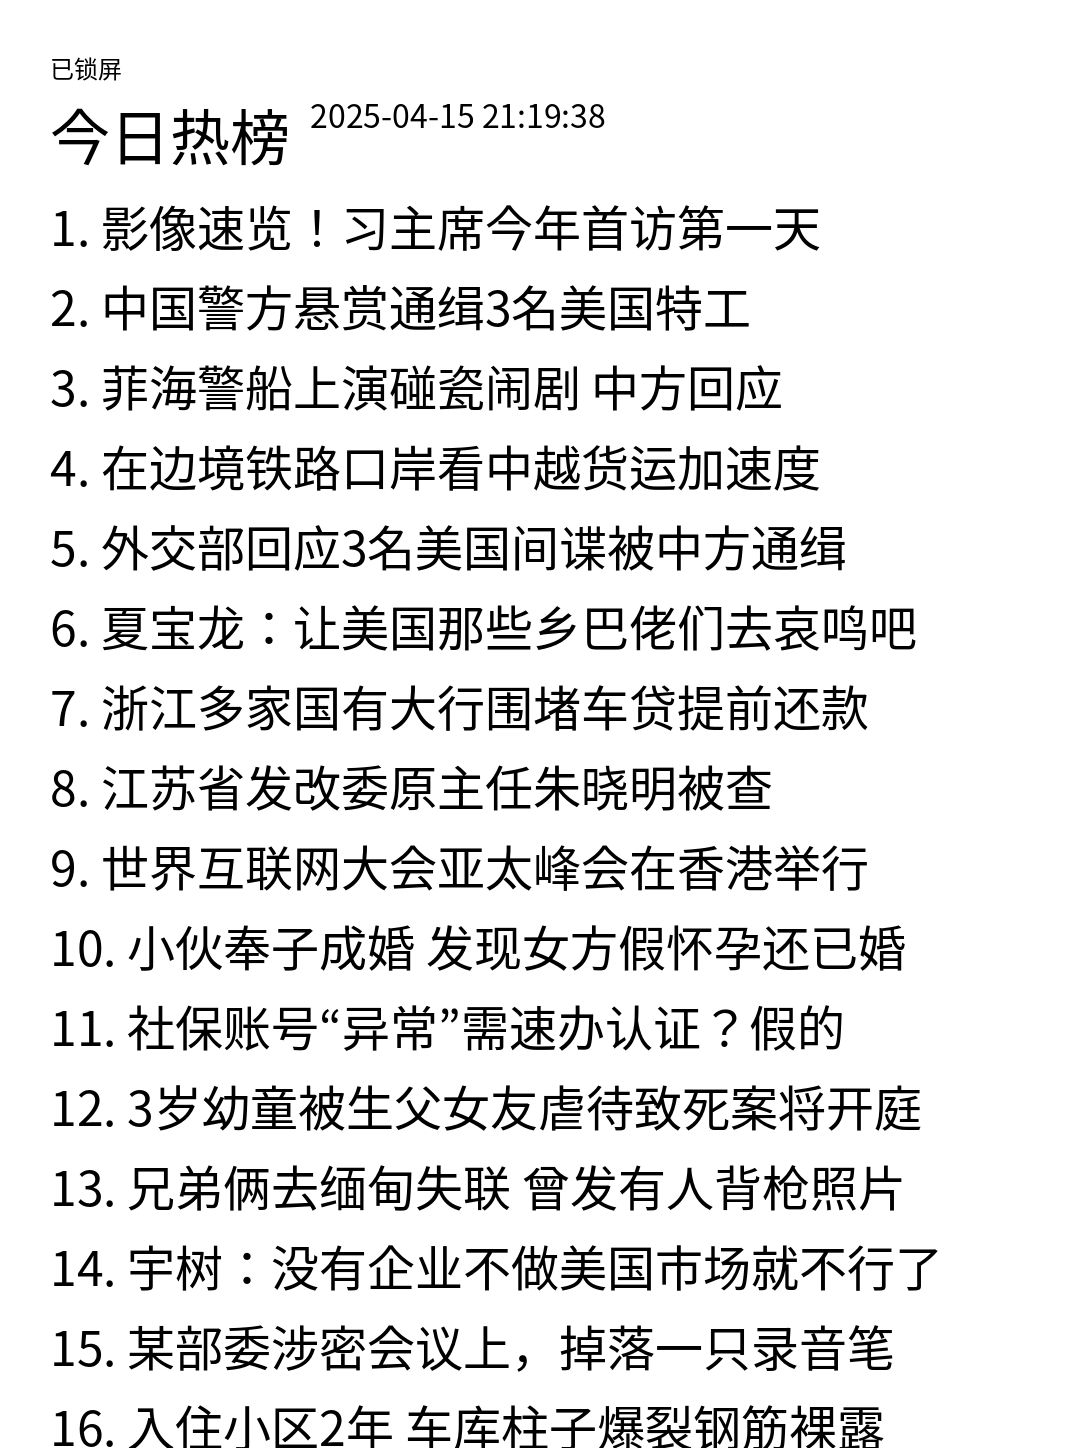 已锁屏
今日热榜 2025-04-15 21:19:38
1. 影像速览！习主席今年首访第一天
2. 中国警方悬赏通缉3名美国特工
3. 菲海警船上演碰瓷闹剧 中方回应
4. 在边境铁路口岸看中越货运加速度
5. 外交部回应3名美国间谍被中方通缉
6. 夏宝龙：让美国那些乡巴佬们去哀鸣吧
7. 浙江多家国有大行围堵车贷提前还款
8. 江苏省发改委原主任朱晓明被查
9. 世界互联网大会亚太峰会在香港举行
10. 小伙奉子成婚 发现女方假怀孕还已婚
11. 社保账号“异常”需速办认证？假的
12. 3岁幼童被生父女友虐待致死案将开庭
13. 兄弟俩去缅甸失联 曾发有人背枪照片
14. 宇树：没有企业不做美国市场就不行了
15. 某部委涉密会议上，掉落一只录音笔
16. 入住小区2年 车库柱子爆裂钢筋裸露